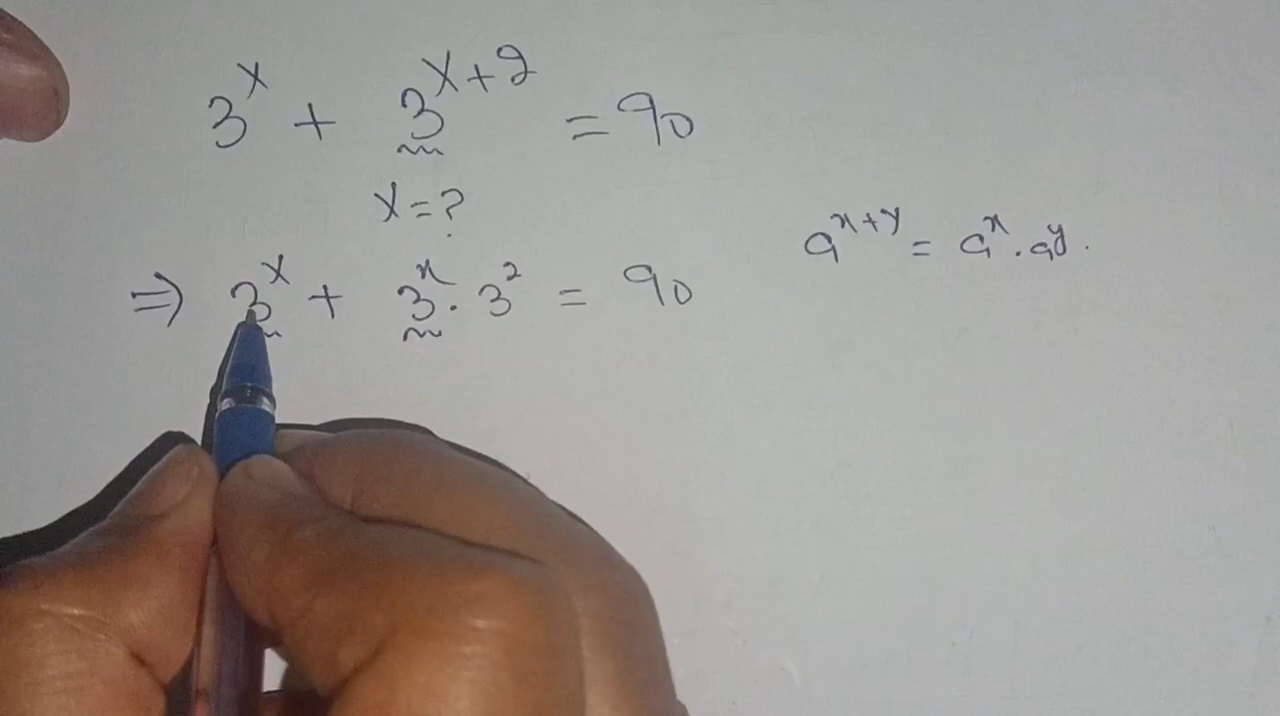 3^x + 3^{x+2} = 90
x = ?
a^{x+y} = a^x . a^y .
⇒ 3^x + 3^x . 3^2 = 90